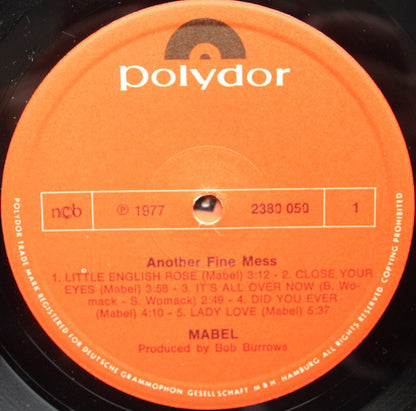 polydor
ncb ℗ 1977 2380 050 1
Another Fine Mess
1. LITTLE ENGLISH ROSE (Mabel) 3:12 - 2. CLOSE YOUR
EYES (Mabel) 3:58 - 3. IT'S ALL OVER NOW (B. Wo-
mack - S. Womack) 2:49 - 4. DID YOU EVER
(Mabel) 4:10 - 5. LADY LOVE (Mabel) 5:37
MABEL
Produced by Bob Burrows
POLYDOR TRADE MARK REGISTERED FOR DEUTSCHE GRAMMOPHON GESELLSCHAFT M B H. HAMBURG ALL RIGHTS RESERVED COPYING PROHIBITED